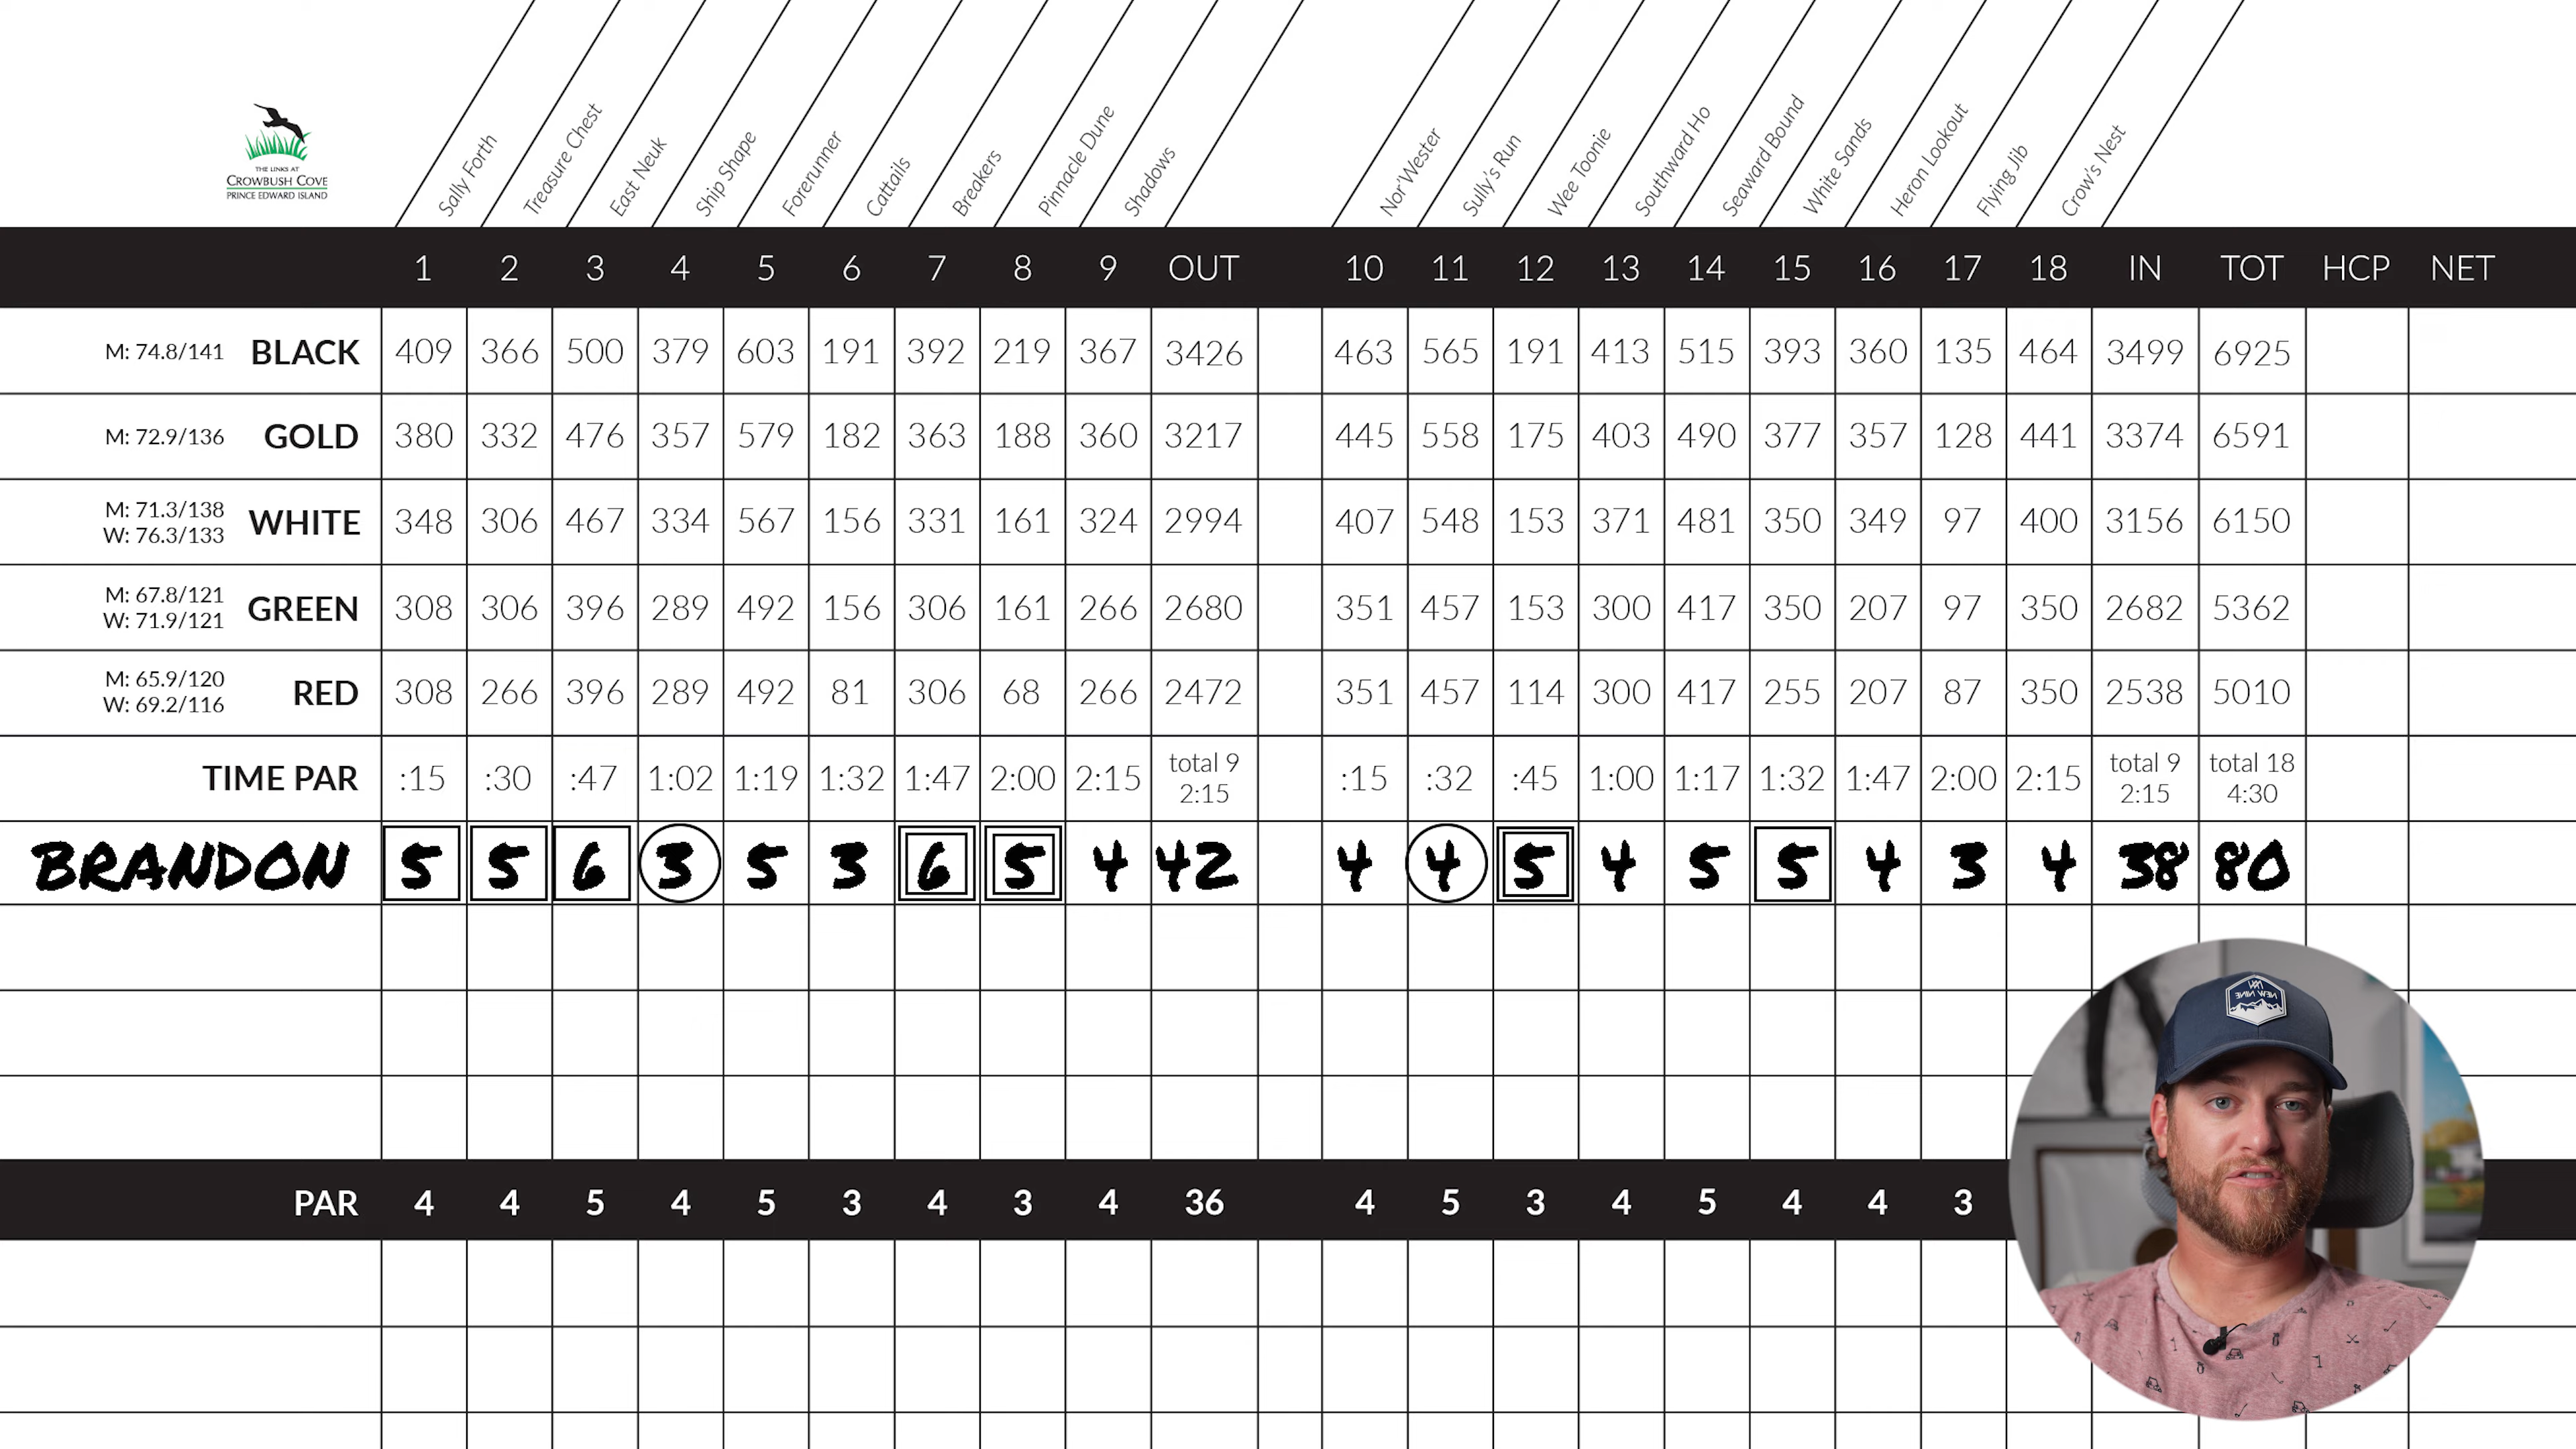 THE LINKS AT
CROWBUSH COVE
PRINCE EDWARD ISLAND
Sally Forth
Treasure Chest
East Neuk
Ship Shape
Forerunner
Cattails
Breakers
Pinnacle Dune
Shadows
Nor'Wester
Sully's Run
Wee Toonie
Southward Ho
Seaward Bound
White Sands
Heron Lookout
Flying Jib
Crow's Nest
1 2 3 4 5 6 7 8 9 OUT 10 11 12 13 14 15 16 17 18 IN TOT HCP NET
M: 74.8/141 BLACK 409 366 500 379 603 191 392 219 367 3426 463 565 191 413 515 393 360 135 464 3499 6925
M: 72.9/136 GOLD 380 332 476 357 579 182 363 188 360 3217 445 558 175 403 490 377 357 128 441 3374 6591
M: 71.3/138
W: 76.3/133
WHITE 348 306 467 334 567 156 331 161 324 2994 407 548 153 371 481 350 349 97 400 3156 6150
M: 67.8/121
W: 71.9/121
GREEN 308 306 396 289 492 156 306 161 266 2680 351 457 153 300 417 350 207 97 350 2682 5362
M: 65.9/120
W: 69.2/116
RED 308 266 396 289 492 81 306 68 266 2472 351 457 114 300 417 255 207 87 350 2538 5010
TIME PAR :15 :30 :47 1:02 1:19 1:32 1:47 2:00 2:15 total 9 2:15 :15 :32 :45 1:00 1:17 1:32 1:47 2:00 2:15 total 9 2:15 total 18 4:30
BRANDON 5 5 6 3 5 3 6 5 4 42 4 4 5 4 5 5 4 3 4 38 80
PAR 4 4 5 4 5 3 4 3 4 36 4 5 3 4 5 4 4 3
NEW NINE